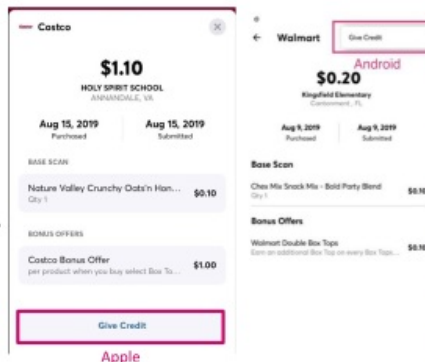 Costco
$1.10
HOLY SPIRIT SCHOOL
ANNANDALE, VA
Aug 15, 2019 Aug 15, 2019
Purchased Submitted
BASE SCAN
Nature Valley Crunchy Oats'n Hon... $0.10
Qty 1
BONUS OFFERS
Costco Bonus Offer $1.00
per product when you buy select Box To...
Give Credit
Apple
Walmart Give Credit
Android
$0.20
Kingsfield Elementary
Cantonment, FL
Aug 9, 2019 Aug 9, 2019
Purchased Submitted
Base Scan
Chex Mix Snack Mix - Bold Party Blend $0.10
Qty 1
Bonus Offers
Walmart Double Box Tops $0.10
Earn an additional Box Top on every Box Tops...